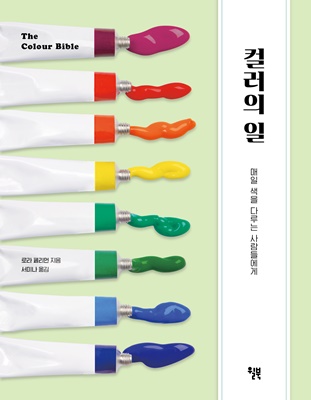 The
Colour Bible
컬러의 일
매일 색을 다루는 사람들에게
로라 페리먼 지음
서미나 옮김
윌북